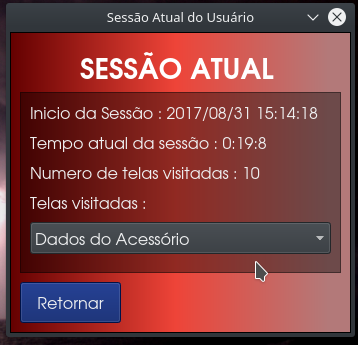 Sessão Atual do Usuário
SESSÃO ATUAL
Inicio da Sessão : 2017/08/31 15:14:18
Tempo atual da sessão : 0:19:8
Numero de telas visitadas : 10
Telas visitadas :
Dados do Acessório
Retornar